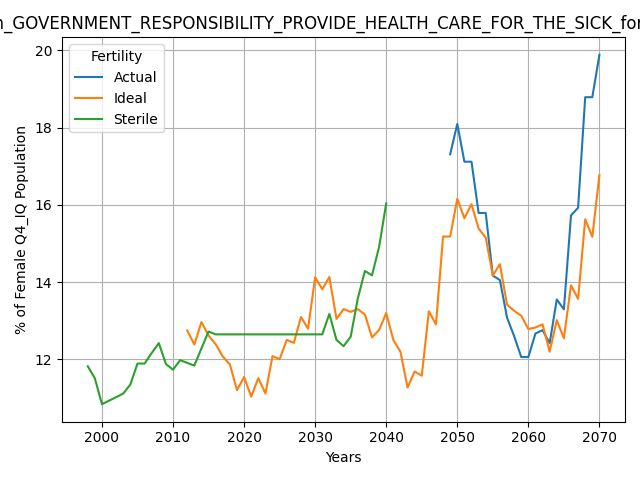 GOVERNMENT_RESPONSIBILITY_PROVIDE_HEALTH_CARE_FOR_THE_SICK
Fertility
Actual
Ideal
Sterile
% of Female Q4_IQ Population
20
18
16
14
12
2000 2010 2020 2030 2040 2050 2060 2070
Years